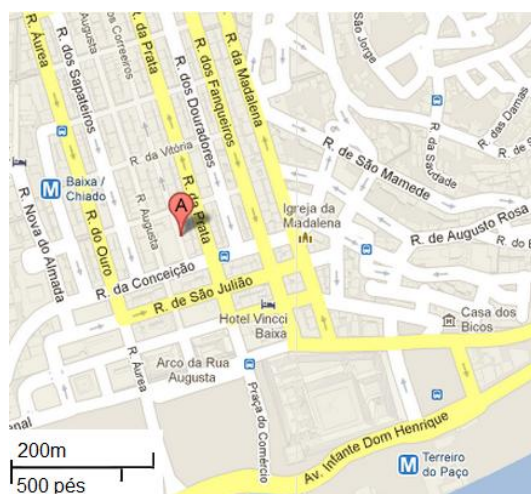 R. Áurea
Augusta
R. dos Correeiros
R. da Prata
R. dos Sapateiros
R. dos Douradores
R. dos Fanqueiros
R. da Madalena
São Jorge
R. das Damas
R. da Saudade
R. de S
R. da Vitória
R. de São Mamede
M Baixa /
Chiado
A
R. Augusta
R. da Prata
Igreja da
Madalena
R. de Augusto Rosa
R. Nova do Almada
R. do Ouro
R. da Conceição
R. de São Julião
R. do B
Hotel Vincci
Baixa
Casa dos
Bicos
R. Áurea
Arco da Rua
Augusta
Praça do Comércio
enal
Av. Infante Dom Henrique
M Terreiro
do Paço
200m
500 pés